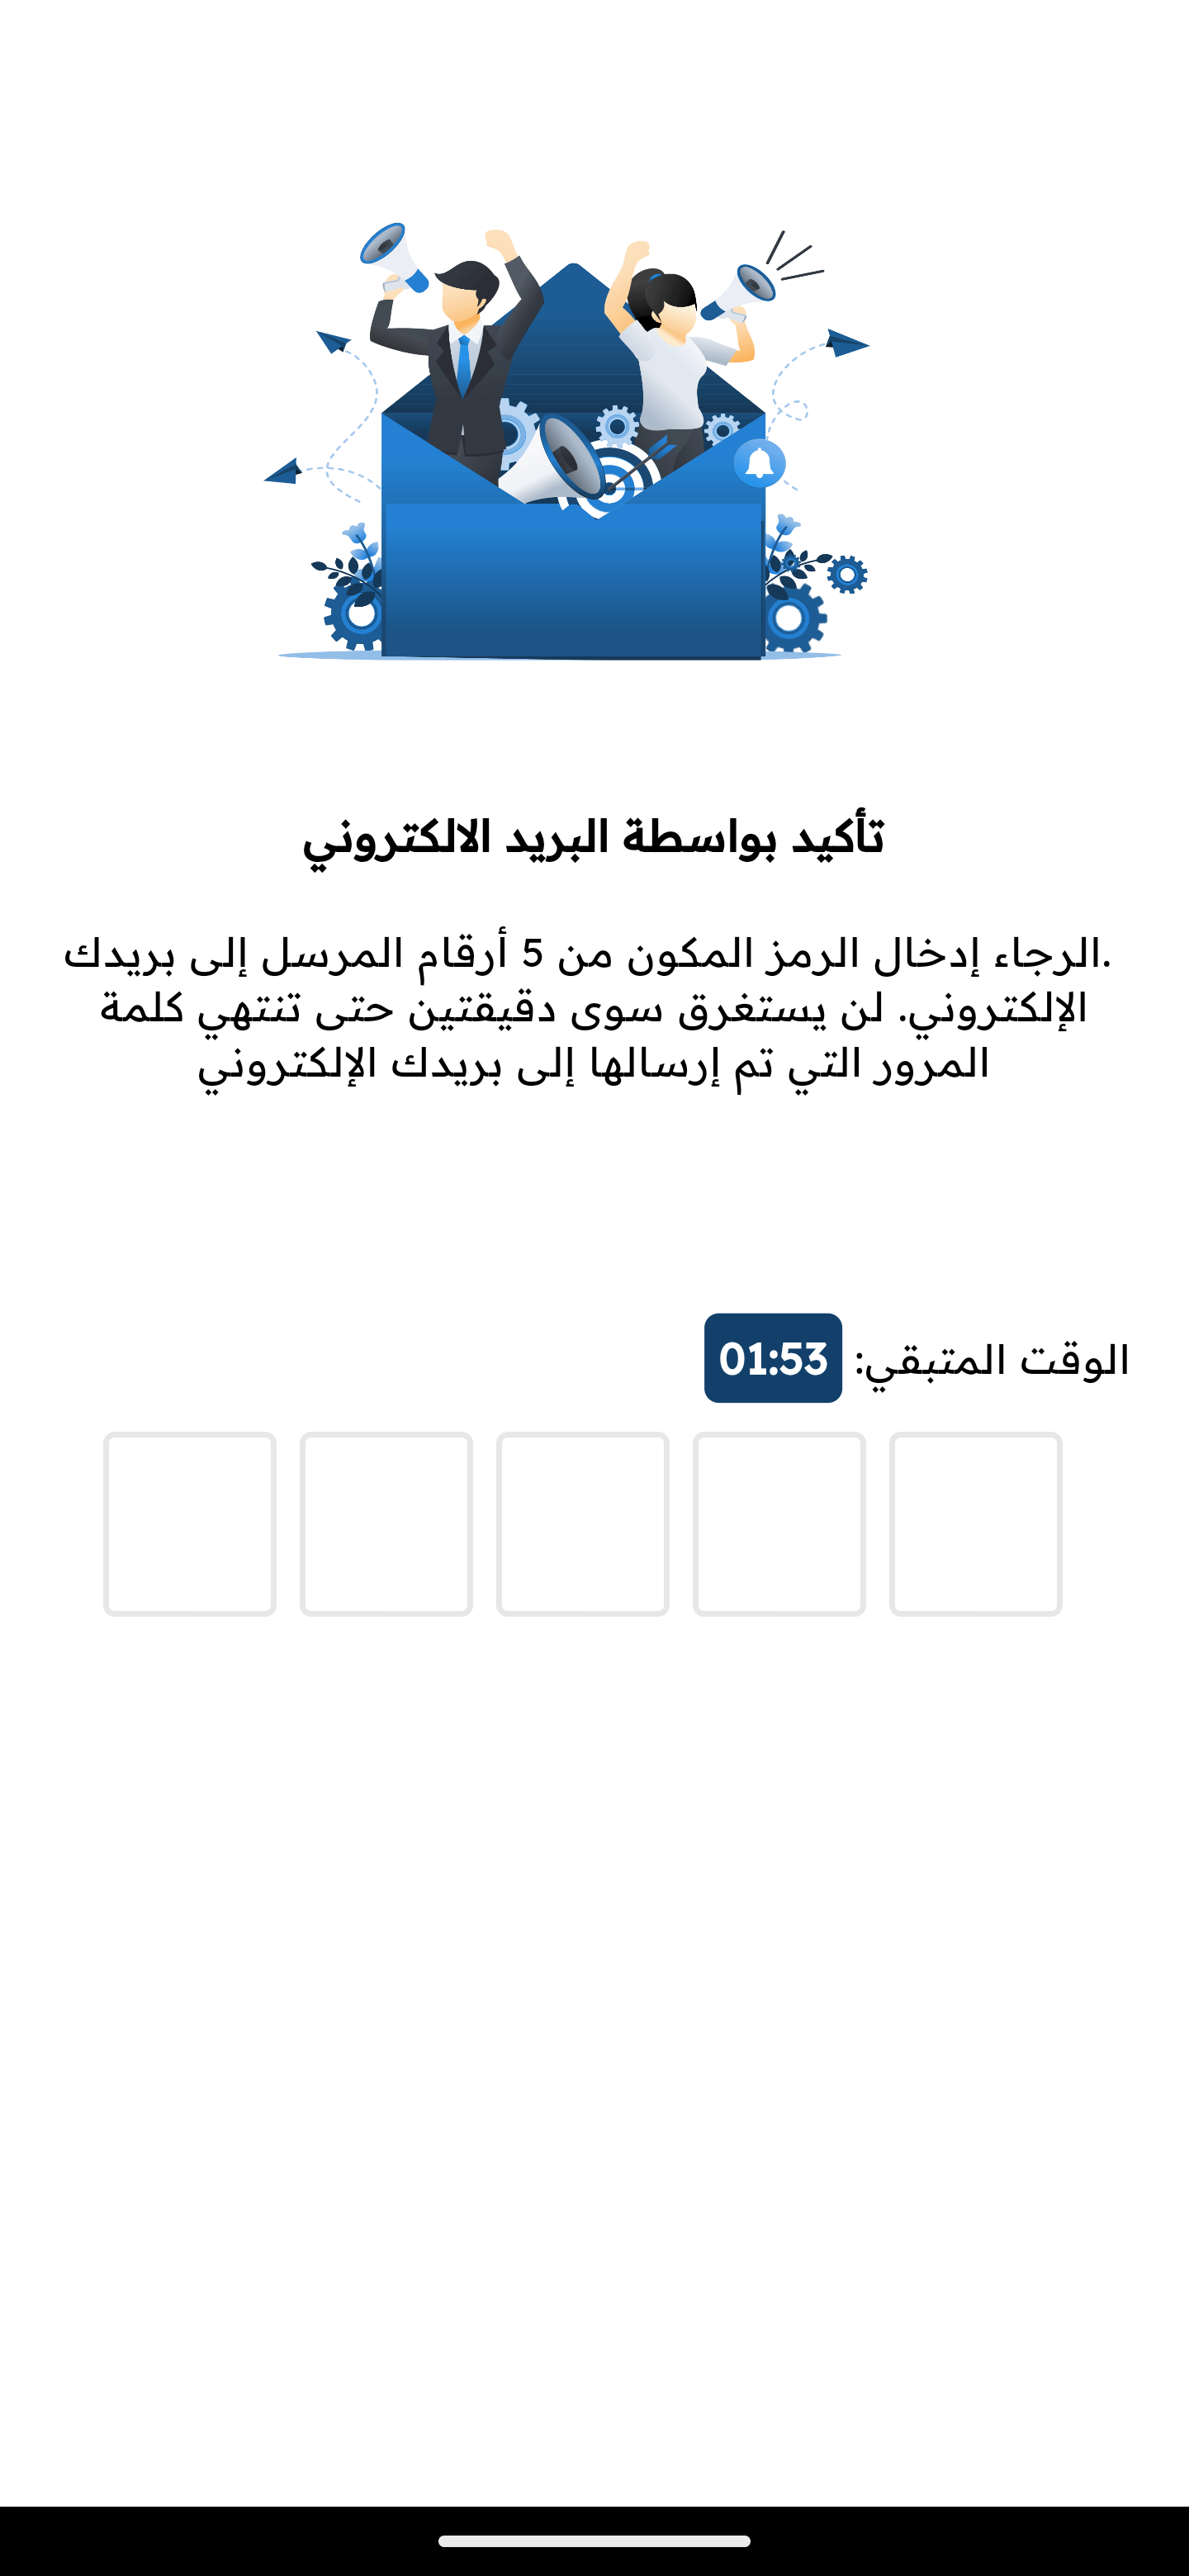 تأكيد بواسطة البريد الالكتروني
.الرجاء إدخال الرمز المكون من 5 أرقام المرسل إلى بريدك
الإلكتروني. لن يستغرق سوى دقيقتين حتى تنتهي كلمة
المرور التي تم إرسالها إلى بريدك الإلكتروني
الوقت المتبقي: 01:53